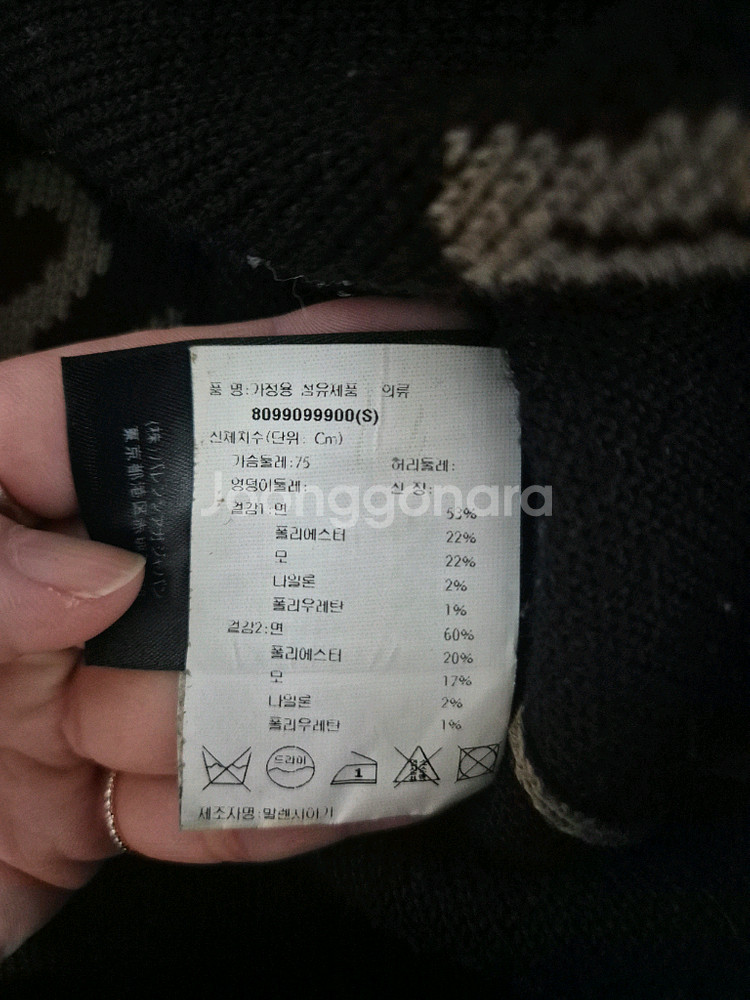 품 명:가정용 섬유제품 의류
8099099900(S)
신체치수(단위: Cm)
가슴둘레:75 허리둘레:
엉덩이둘레: 신 장:
겉감1:면 53%
폴리에스터 22%
모 22%
나일론 2%
폴리우레탄 1%
겉감2:면 60%
폴리에스터 20%
모 17%
나일론 2%
폴리우레탄 1%
드라이
1
제조사명:발렌시아가
Joonggonara